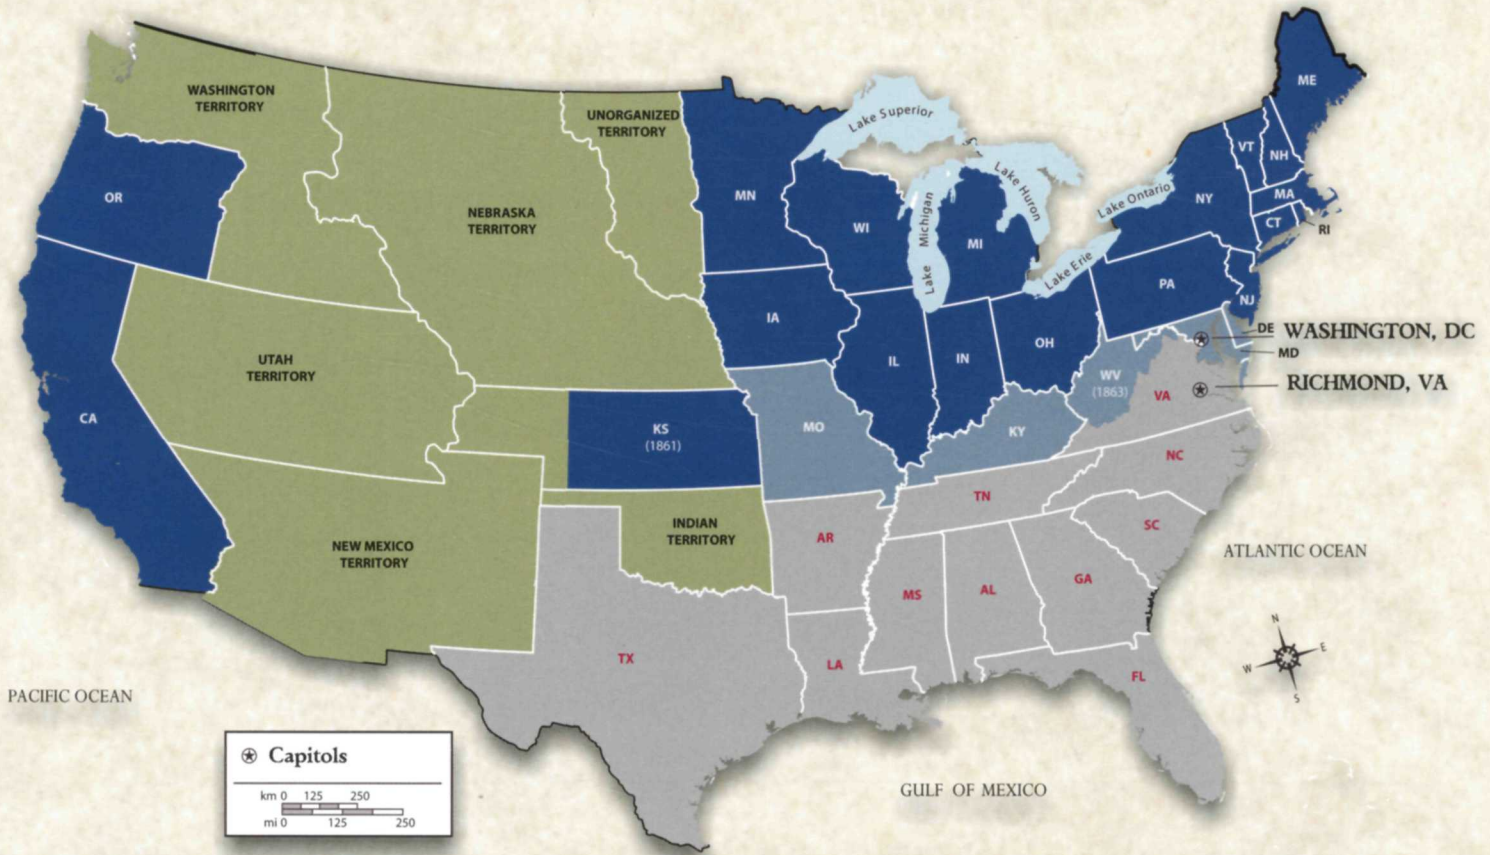 WASHINGTON
TERRITORY
UNORGANIZED
TERRITORY
ME
Lake Superior
VT
NH
OR
NEBRASKA
TERRITORY
MN
WI
Lake Michigan
Lake Huron
MI
Lake Ontario
NY
MA
CT
RI
Lake Erie
PA
NJ
IA
UTAH
TERRITORY
IL
IN
OH
DE
WASHINGTON, DC
MD
WV
(1863)
VA
RICHMOND, VA
CA
KS
(1861)
MO
KY
NC
TN
SC
INDIAN
TERRITORY
AR
NEW MEXICO
TERRITORY
MS
AL
GA
ATLANTIC OCEAN
TX
LA
FL
N
W
E
S
PACIFIC OCEAN
Capitols
km 0 125 250
mi 0 125 250
GULF OF MEXICO